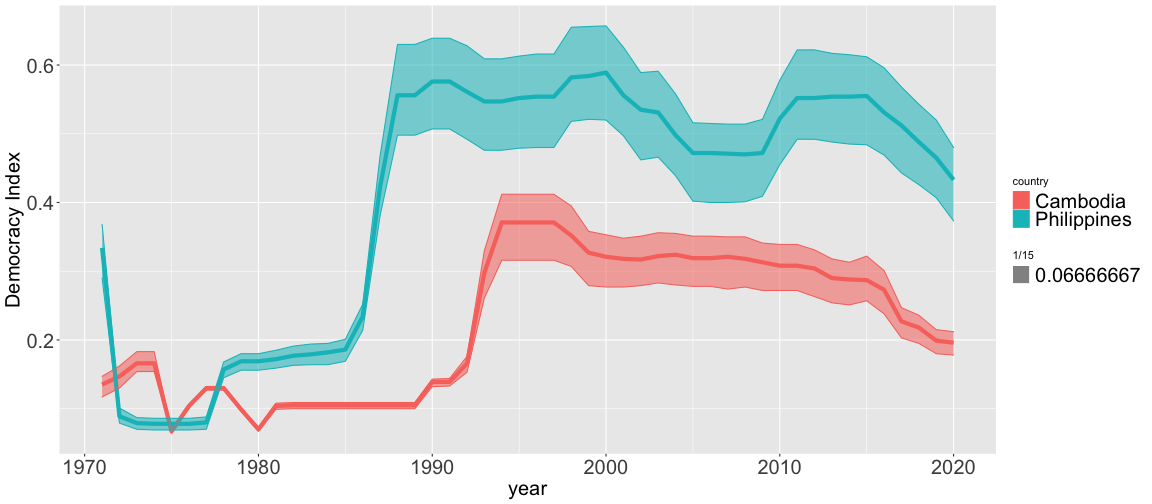 Democracy Index
0.6
0.4
0.2
1970 1980 1990 2000 2010 2020
year
country
Cambodia
Philippines
1/15
0.06666667